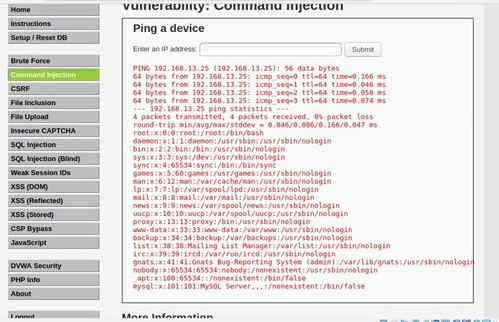 Vulnerability: Command Injection
Home
Instructions
Setup / Reset DB
Brute Force
Command Injection
CSRF
File Inclusion
File Upload
Insecure CAPTCHA
SQL Injection
SQL Injection (Blind)
Weak Session IDs
XSS (DOM)
XSS (Reflected)
XSS (Stored)
CSP Bypass
JavaScript
DVWA Security
PHP Info
About
Logout
Ping a device
Enter an IP address:
Submit
PING 192.168.13.25 (192.168.13.25): 56 data bytes
64 bytes from 192.168.13.25: icmp_seq=0 ttl=64 time=0.166 ms
64 bytes from 192.168.13.25: icmp_seq=1 ttl=64 time=0.046 ms
64 bytes from 192.168.13.25: icmp_seq=2 ttl=64 time=0.058 ms
64 bytes from 192.168.13.25: icmp_seq=3 ttl=64 time=0.074 ms
--- 192.168.13.25 ping statistics ---
4 packets transmitted, 4 packets received, 0% packet loss
round-trip min/avg/max/stddev = 0.046/0.086/0.166/0.047 ms
root:x:0:0:root:/root:/bin/bash
daemon:x:1:1:daemon:/usr/sbin:/usr/sbin/nologin
bin:x:2:2:bin:/bin:/usr/sbin/nologin
sys:x:3:3:sys:/dev:/usr/sbin/nologin
sync:x:4:65534:sync:/bin:/bin/sync
games:x:5:60:games:/usr/games:/usr/sbin/nologin
man:x:6:12:man:/var/cache/man:/usr/sbin/nologin
lp:x:7:7:lp:/var/spool/lpd:/usr/sbin/nologin
mail:x:8:8:mail:/var/mail:/usr/sbin/nologin
news:x:9:9:news:/var/spool/news:/usr/sbin/nologin
uucp:x:10:10:uucp:/var/spool/uucp:/usr/sbin/nologin
proxy:x:13:13:proxy:/bin:/usr/sbin/nologin
www-data:x:33:33:www-data:/var/www:/usr/sbin/nologin
backup:x:34:34:backup:/var/backups:/usr/sbin/nologin
list:x:38:38:Mailing List Manager:/var/list:/usr/sbin/nologin
irc:x:39:39:ircd:/var/run/ircd:/usr/sbin/nologin
gnats:x:41:41:Gnats Bug-Reporting System (admin):/var/lib/gnats:/usr/sbin/nologin
nobody:x:65534:65534:nobody:/nonexistent:/usr/sbin/nologin
_apt:x:100:65534::/nonexistent:/bin/false
mysql:x:101:101:MySQL Server,,,:/nonexistent:/bin/false
More Information